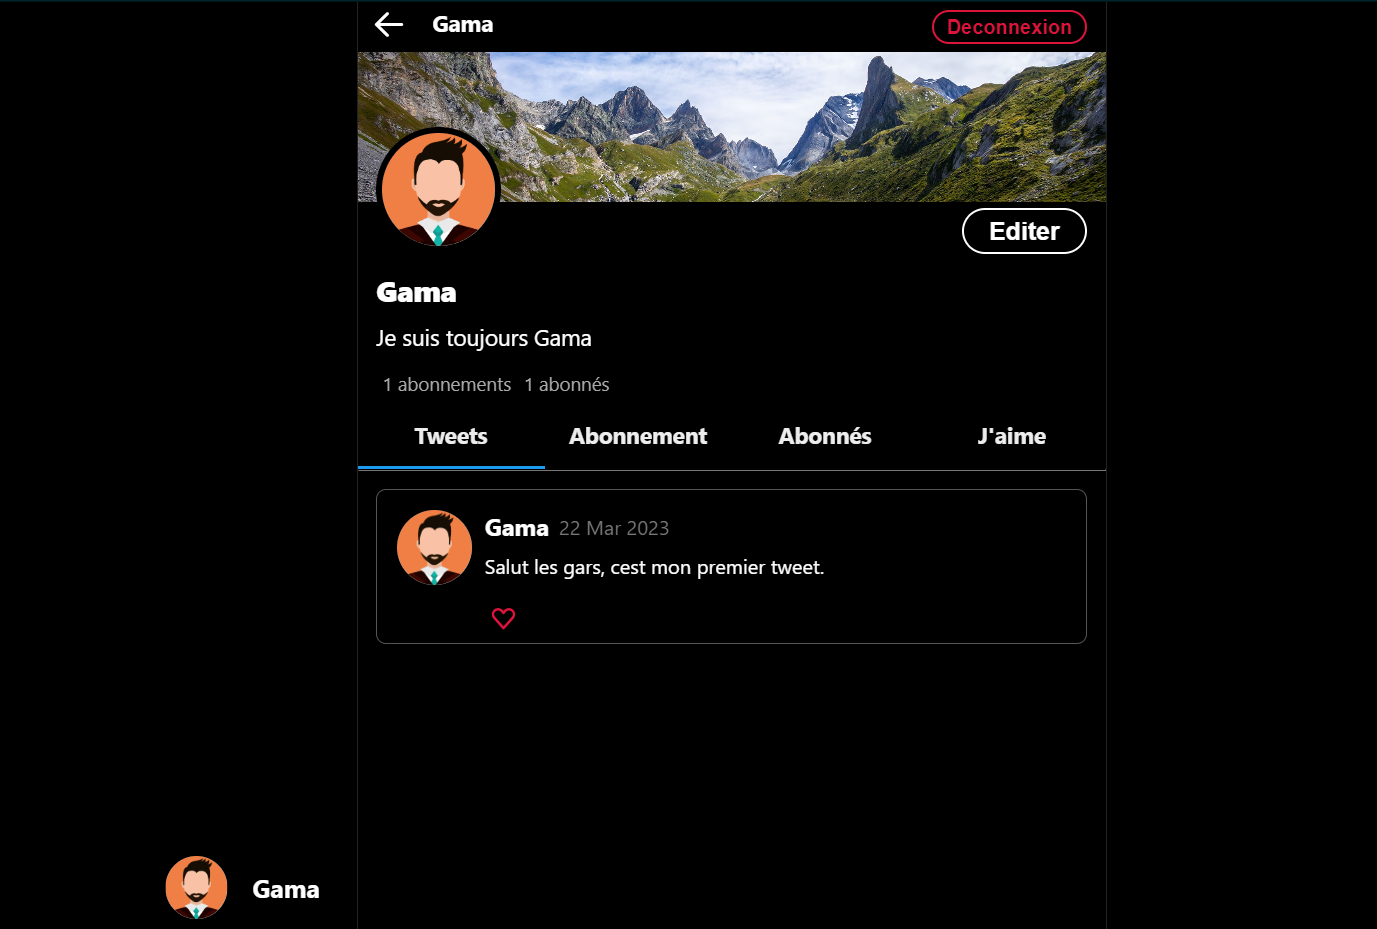 Gama
Deconnexion
Editer
Gama
Je suis toujours Gama
1 abonnements 1 abonnés
Tweets Abonnement Abonnés J'aime
Gama 22 Mar 2023
Salut les gars, cest mon premier tweet.
Gama